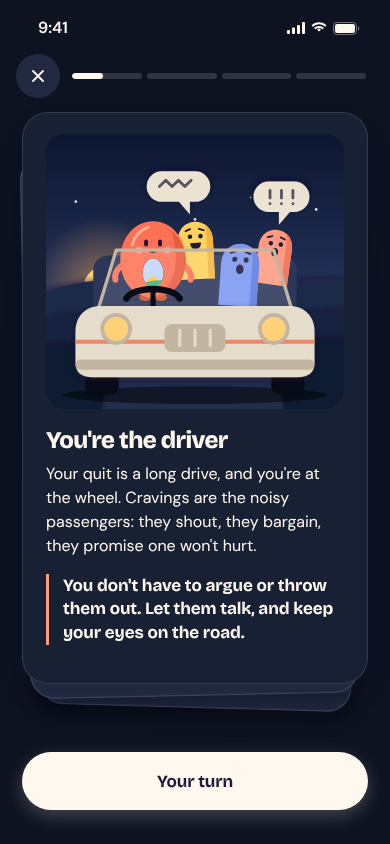 9:41
! ! !
You're the driver
Your quit is a long drive, and you're at
the wheel. Cravings are the noisy
passengers: they shout, they bargain,
they promise one won't hurt.
You don't have to argue or throw
them out. Let them talk, and keep
your eyes on the road.
Your turn